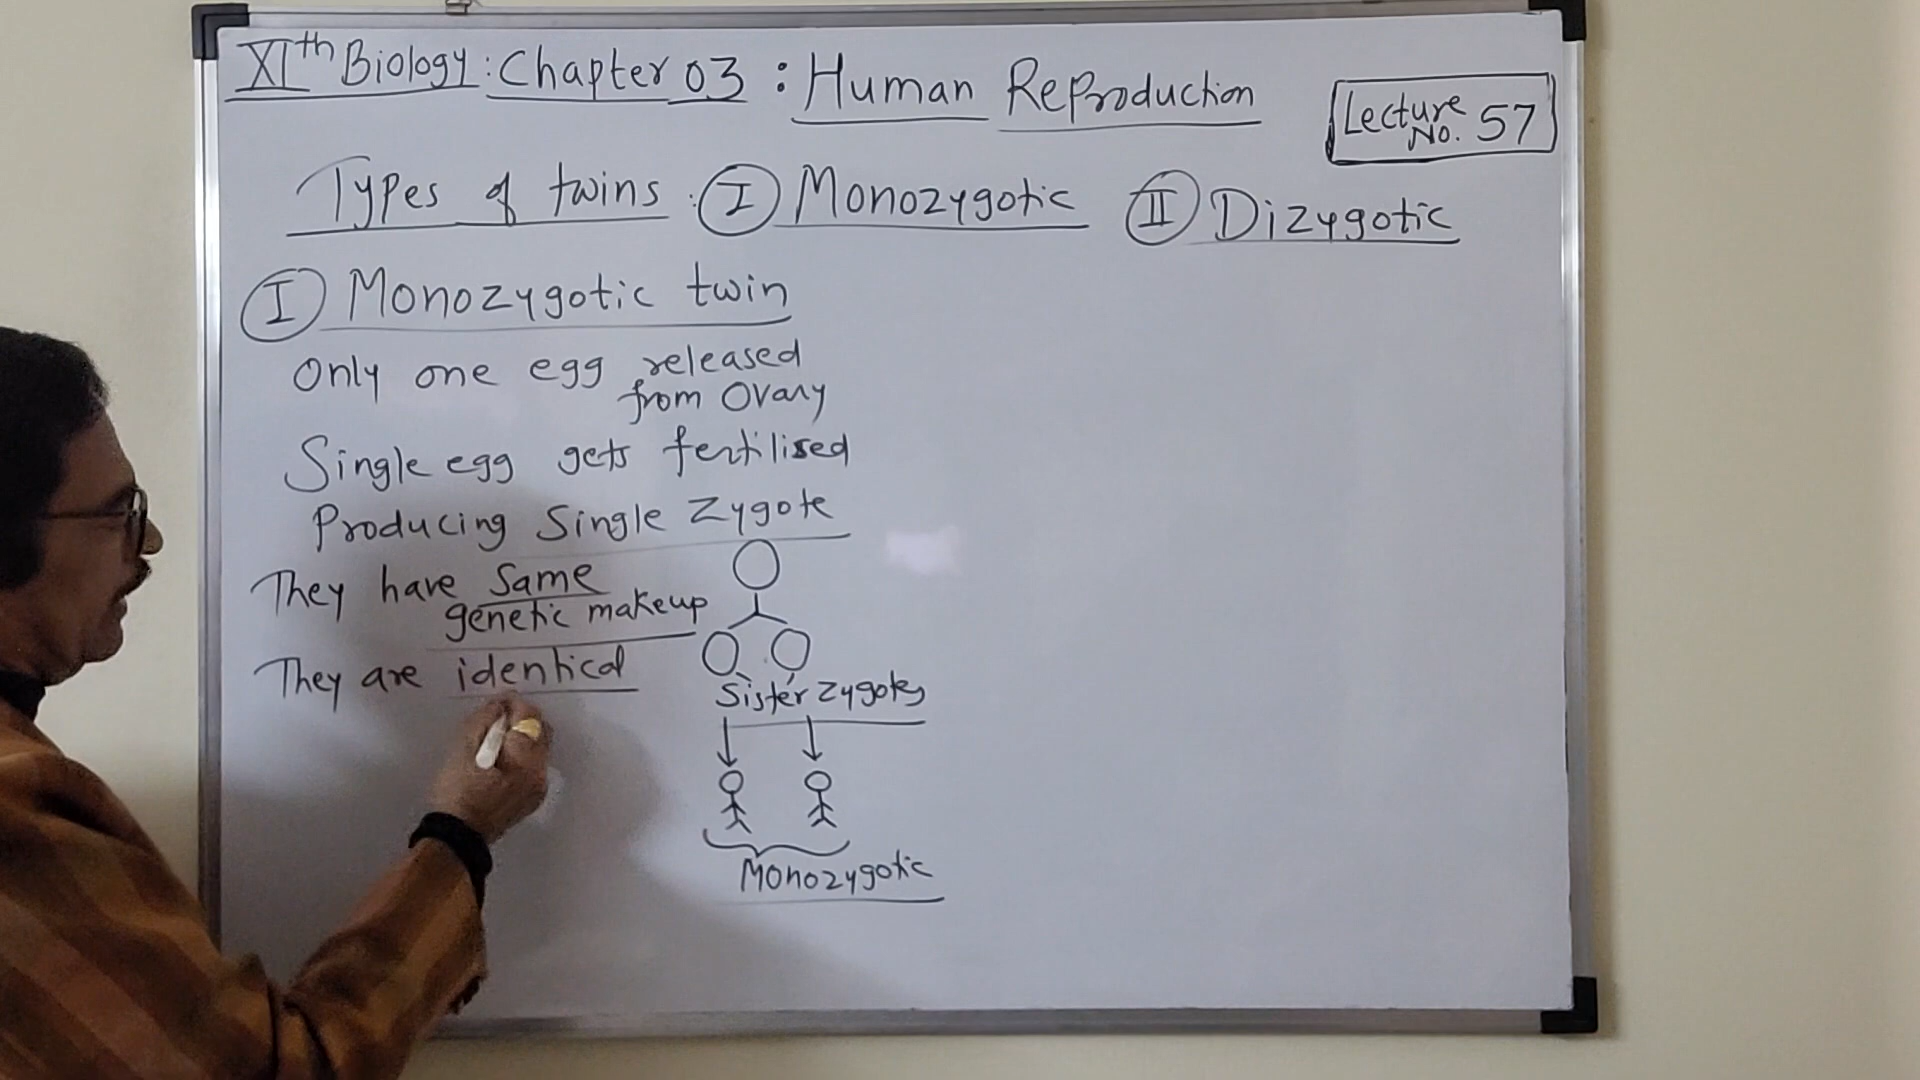 XIth Biology: Chapter 03 : Human Reproduction
Lecture No. 57
Types of twins : I Monozygotic II Dizygotic
I Monozygotic twin
Only one egg released
from Ovary
Single egg gets fertilised
Producing Single Zygote
They have Same
genetic makeup
They are identical
Sister Zygotes
Monozygotic